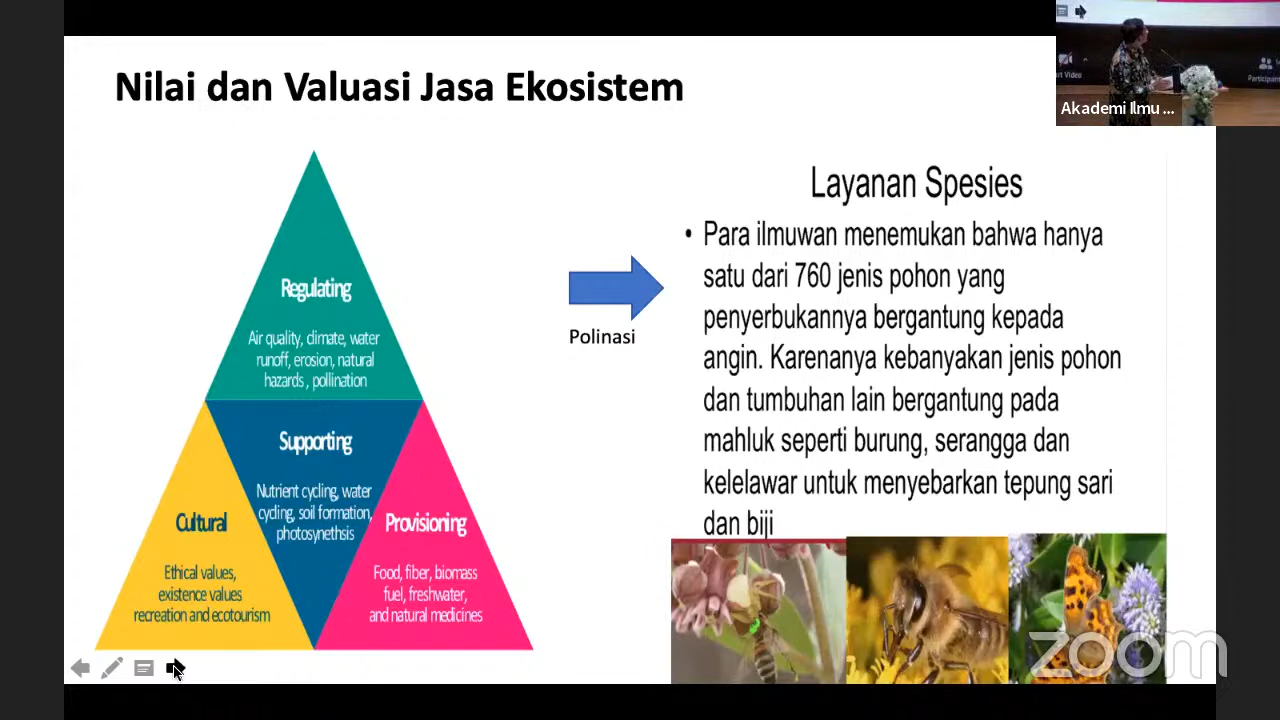 Nilai dan Valuasi Jasa Ekosistem
Akademi Ilmu ...
Regulating
Air quality, climate, water
runoff, erosion, natural
hazards , pollination
Supporting
Nutrient cycling, water
cycling, soil formation,
photosynethsis
Cultural
Ethical values,
existence values
recreation and ecotourism
Provisioning
Food, fiber, biomass
fuel, freshwater,
and natural medicines
Polinasi
Layanan Spesies
• Para ilmuwan menemukan bahwa hanya
satu dari 760 jenis pohon yang
penyerbukannya bergantung kepada
angin. Karenanya kebanyakan jenis pohon
dan tumbuhan lain bergantung pada
mahluk seperti burung, serangga dan
kelelawar untuk menyebarkan tepung sari
dan biji
zoom